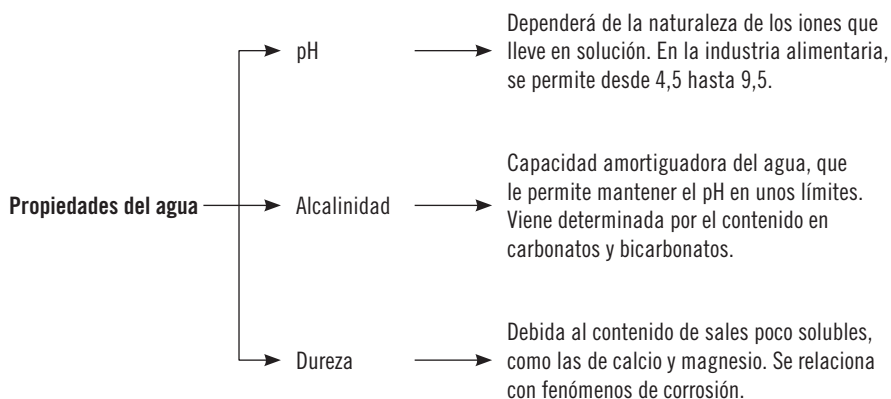 pH
Dependerá de la naturaleza de los iones que
lleve en solución. En la industria alimentaria,
se permite desde 4,5 hasta 9,5.
Propiedades del agua
Alcalinidad
Capacidad amortiguadora del agua, que
le permite mantener el pH en unos límites.
Viene determinada por el contenido en
carbonatos y bicarbonatos.
Dureza
Debida al contenido de sales poco solubles,
como las de calcio y magnesio. Se relaciona
con fenómenos de corrosión.